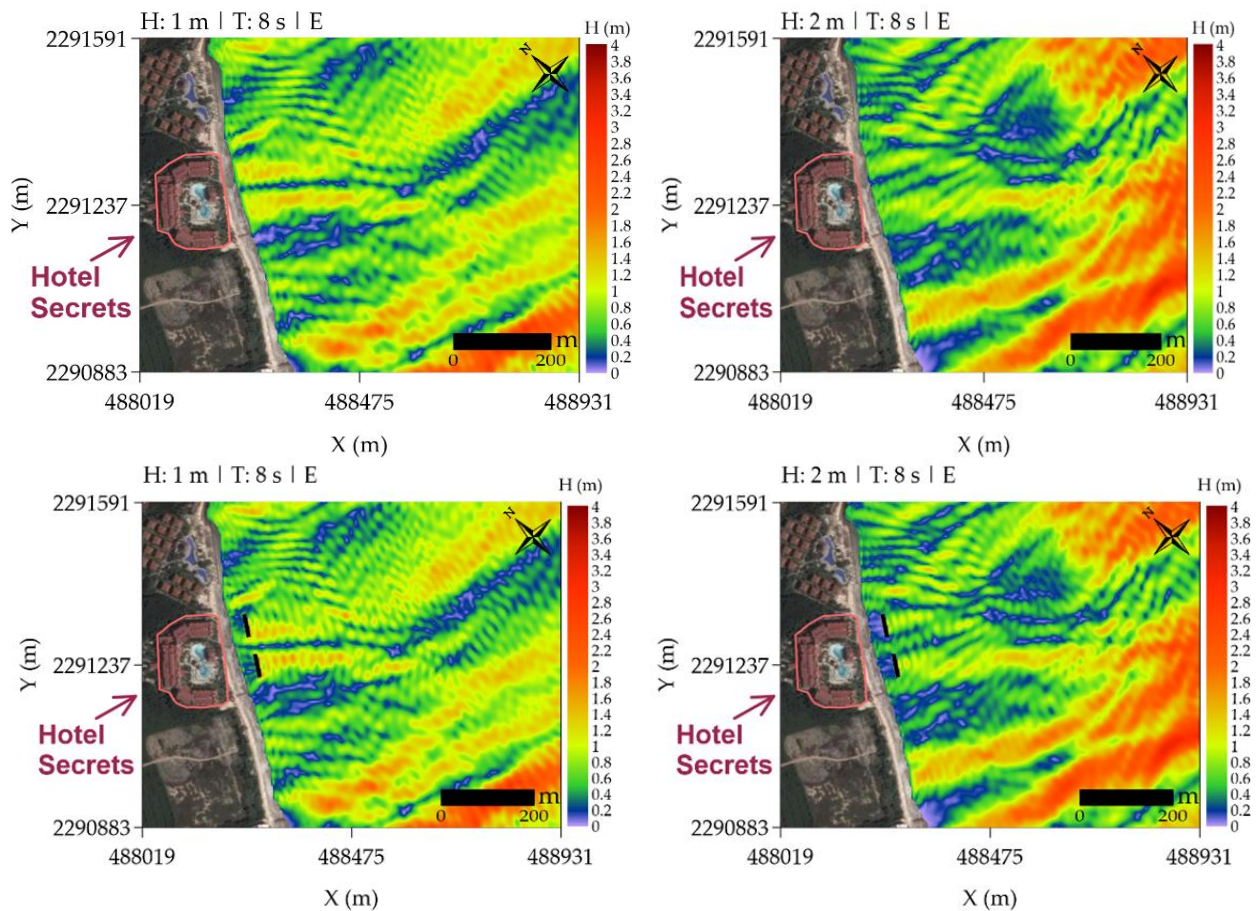 H: 1 m | T: 8 s | E
H (m)
2291591
N
4
3.8
3.6
3.4
3.2
3
2.8
2.6
2.4
2.2
2
1.8
1.6
1.4
1.2
1
0.8
0.6
0.4
0.2
0
Y (m)
2291237
Hotel
Secrets
m
0 200
2290883
488019 488475 488931
X (m)
H: 2 m | T: 8 s | E
H (m)
2291591
N
4
3.8
3.6
3.4
3.2
3
2.8
2.6
2.4
2.2
2
1.8
1.6
1.4
1.2
1
0.8
0.6
0.4
0.2
0
Y (m)
2291237
Hotel
Secrets
m
0 200
2290883
488019 488475 488931
X (m)
H: 1 m | T: 8 s | E
H (m)
2291591
N
4
3.8
3.6
3.4
3.2
3
2.8
2.6
2.4
2.2
2
1.8
1.6
1.4
1.2
1
0.8
0.6
0.4
0.2
0
Y (m)
2291237
Hotel
Secrets
m
0 200
2290883
488019 488475 488931
X (m)
H: 2 m | T: 8 s | E
H (m)
2291591
N
4
3.8
3.6
3.4
3.2
3
2.8
2.6
2.4
2.2
2
1.8
1.6
1.4
1.2
1
0.8
0.6
0.4
0.2
0
Y (m)
2291237
Hotel
Secrets
m
0 200
2290883
488019 488475 488931
X (m)